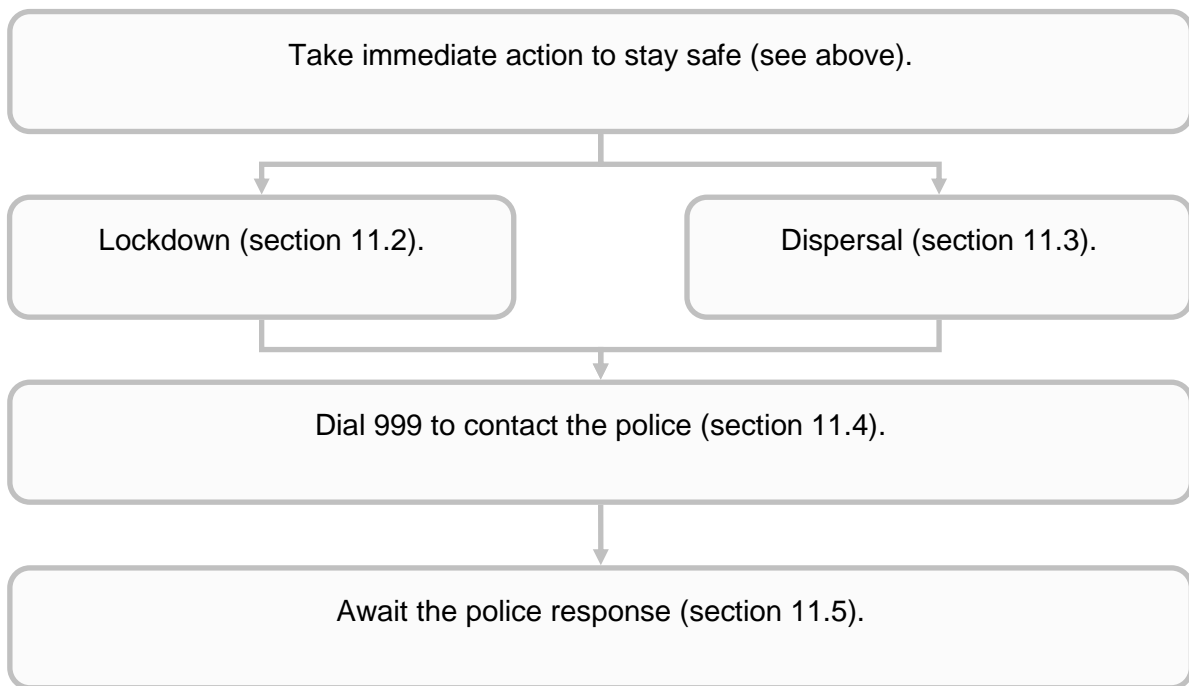 Take immediate action to stay safe (see above).
Lockdown (section 11.2).
Dispersal (section 11.3).
Dial 999 to contact the police (section 11.4).
Await the police response (section 11.5).